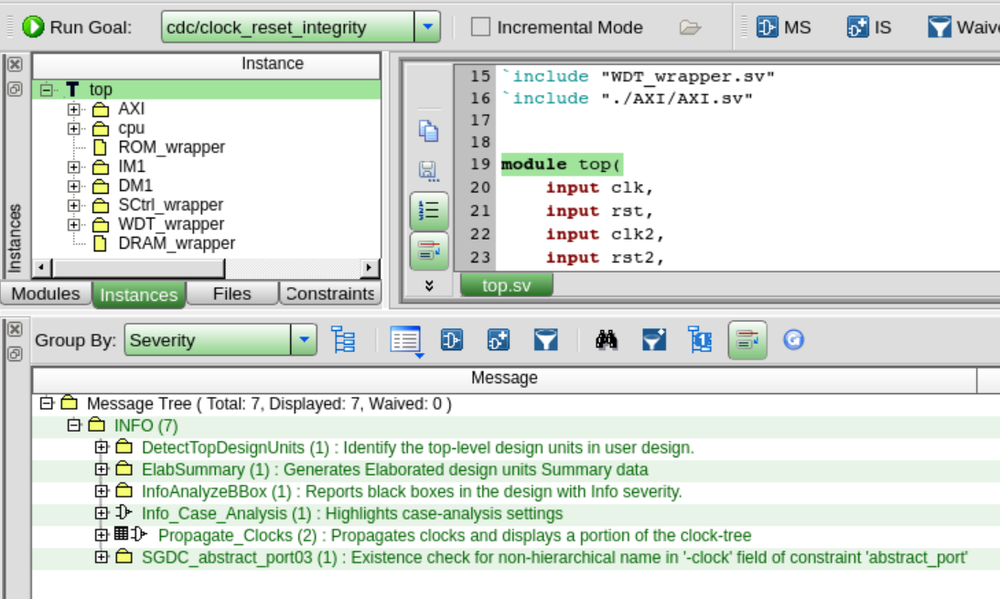 Run Goal: cdc/clock_reset_integrity Incremental Mode MS IS Waive
Instance
top
AXI
cpu
ROM_wrapper
IM1
DM1
SCtrl_wrapper
WDT_wrapper
DRAM_wrapper
Instances
Modules Instances Files Constraints
15 `include "WDT_wrapper.sv"
16 `include "./AXI/AXI.sv"
17
18
19 module top(
20 input clk,
21 input rst,
22 input clk2,
23 input rst2,
top.sv
Group By: Severity
Message
Message Tree ( Total: 7, Displayed: 7, Waived: 0 )
INFO (7)
DetectTopDesignUnits (1) : Identify the top-level design units in user design.
ElabSummary (1) : Generates Elaborated design units Summary data
InfoAnalyzeBBox (1) : Reports black boxes in the design with Info severity.
Info_Case_Analysis (1) : Highlights case-analysis settings
Propagate_Clocks (2) : Propagates clocks and displays a portion of the clock-tree
SGDC_abstract_port03 (1) : Existence check for non-hierarchical name in '-clock' field of constraint 'abstract_port'